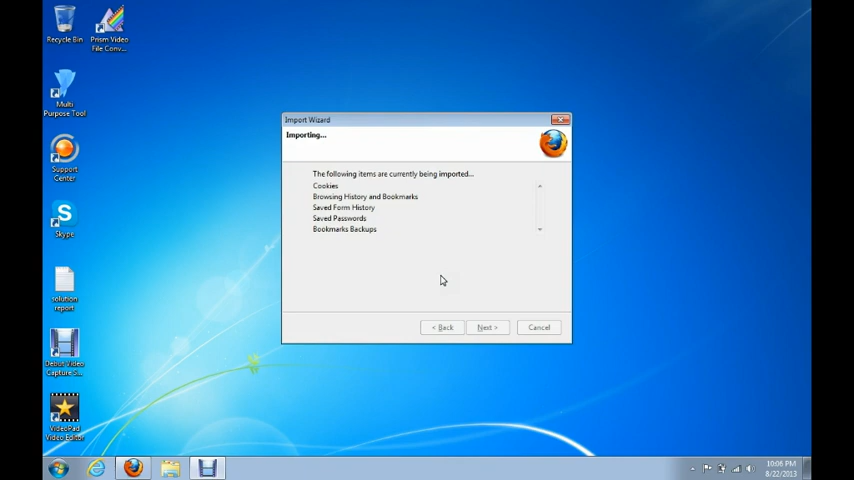 Recycle Bin
Prism Video
File Conv...
Multi
Purpose Tool
Support
Center
Skype
solution
report
Debut Video
Capture S...
VideoPad
Video Editor
Import Wizard
Importing...
The following items are currently being imported...
Cookies
Browsing History and Bookmarks
Saved Form History
Saved Passwords
Bookmarks Backups
< Back
Next >
Cancel
10:06 PM
8/22/2013